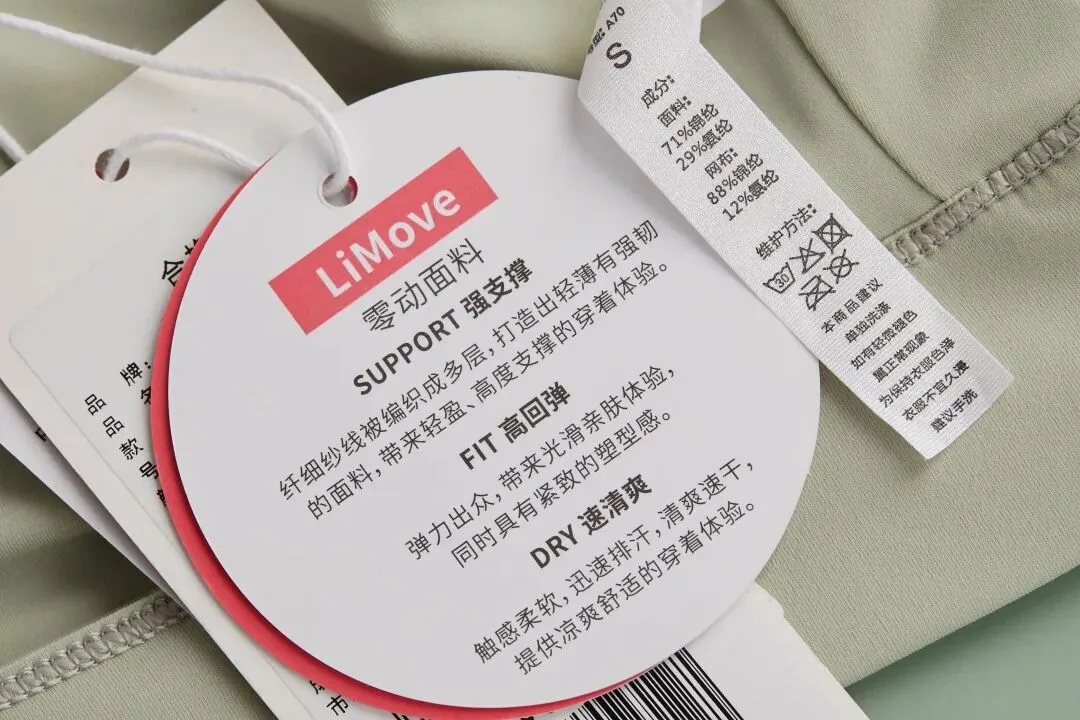 LiMove
零动面料
SUPPORT 强支撑
纤细纱线被编织成多层，打造出轻薄有强韧
的面料，带来轻盈、高度支撑的穿着体验。
FIT 高回弹
弹力出众，带来光滑亲肤体验，
同时具有紧致的塑型感。
DRY 速清爽
触感柔软，迅速排汗，清爽速干，
提供凉爽舒适的穿着体验。
A70
S
成分：
面料：
71%锦纶
29%氨纶
网布：
88%锦纶
12%氨纶
维护方法：
30
本商品建议
单独洗涤
如有轻微褪色
属正常现象
为保持衣服色泽
衣服不宜久浸
建议手洗
合
品 牌：
品
款
号
市